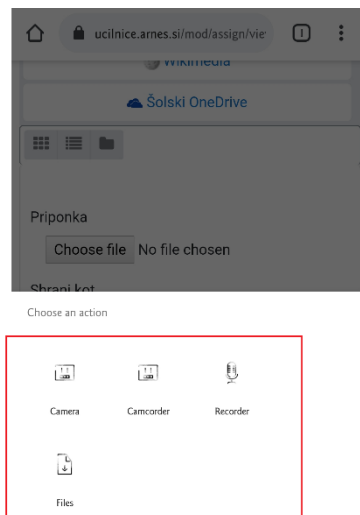 ucilnice.arnes.si/mod/assign/vie
Wikimedia
Šolski OneDrive
Priponka
Choose file No file chosen
Shrani kot
Choose an action
Camera Camcorder Recorder
Files